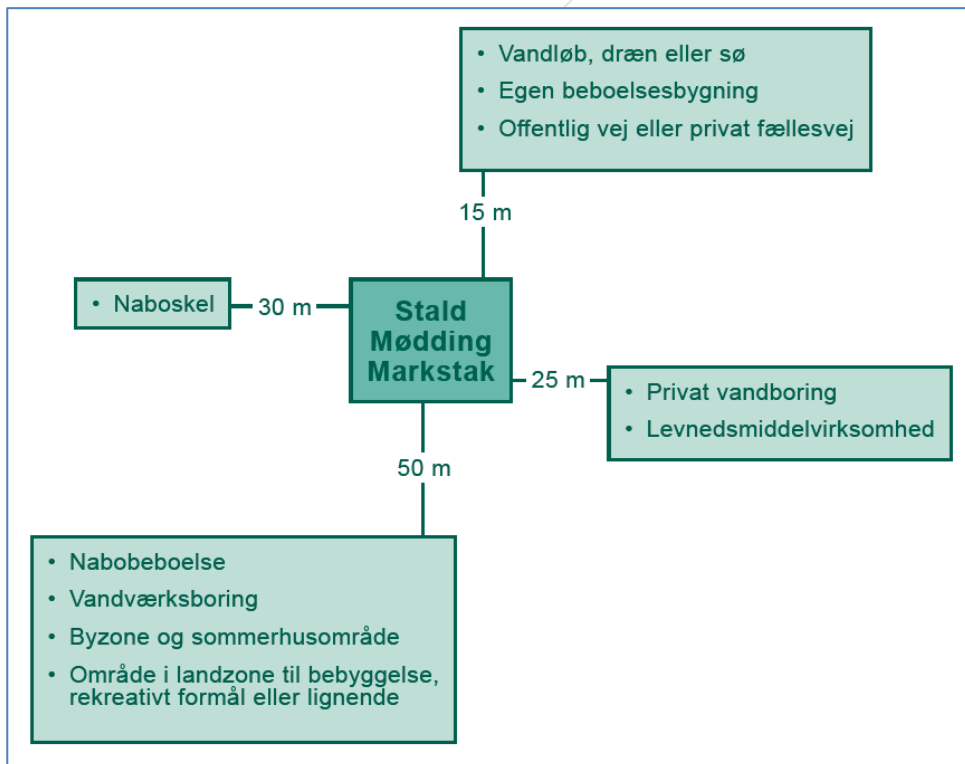 • Vandløb, dræn eller sø
• Egen beboelsesbygning
• Offentlig vej eller privat fællesvej
15 m
• Naboskel
30 m
Stald
Mødding
Markstak
25 m
• Privat vandboring
• Levnedsmiddelvirksomhed
50 m
• Nabobeboelse
• Vandværksboring
• Byzone og sommerhusområde
• Område i landzone til bebyggelse,
rekreativt formål eller lignende